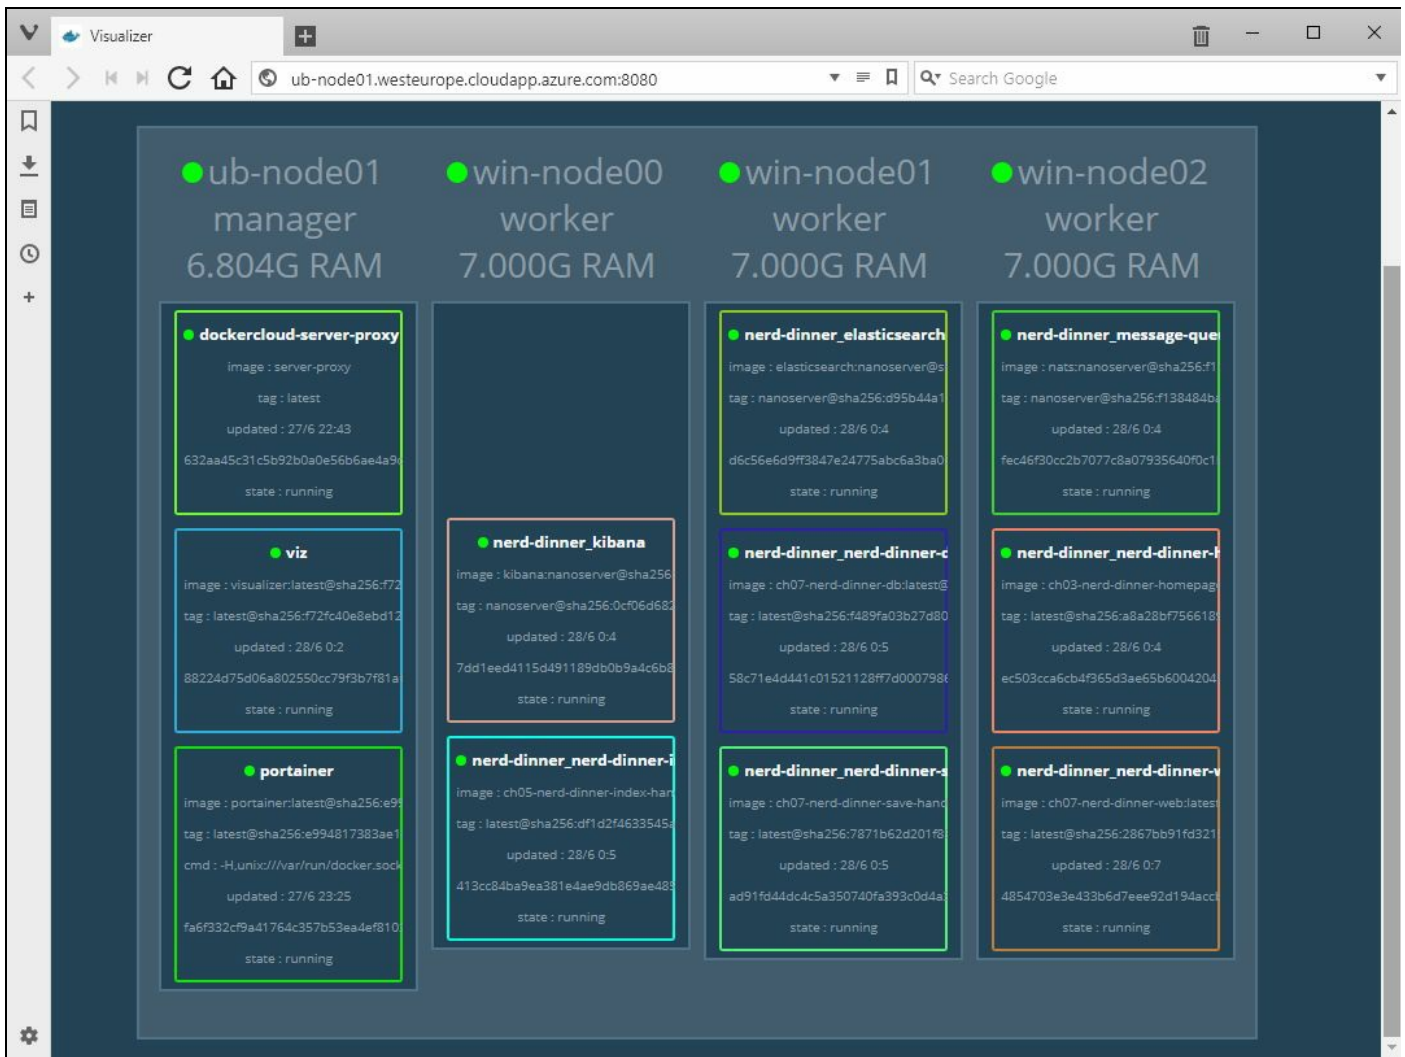 Visualizer
ub-node01.westeurope.cloudapp.azure.com:8080
Search Google
ub-node01
manager
6.804G RAM
dockercloud-server-proxy
image : server-proxy
tag : latest
updated : 27/6 22:43
632aa45c31c5b92b0a0e56b6ae4a9c
state : running
viz
image : visualizer:latest@sha256:f72
tag : latest@sha256:f72fc40e8ebd12
updated : 28/6 0:2
88224d75d06a802550cc79f3b7f81a
state : running
portainer
image : portainer:latest@sha256:e99
tag : latest@sha256:e994817383ae1
cmd : -H,unix:///var/run/docker.sock
updated : 27/6 23:25
fa6f332cf9a41764c357b53ea4ef810
state : running
win-node00
worker
7.000G RAM
nerd-dinner_kibana
image : kibana:nanoserver@sha256
tag : nanoserver@sha256:0cf06d682
updated : 28/6 0:4
7dd1eed4115d491189db0b9a4c6b8
state : running
nerd-dinner_nerd-dinner-i
image : ch05-nerd-dinner-index-han
tag : latest@sha256:df1d2f4633545a
updated : 28/6 0:5
413cc84ba9ea381e4ae9db869ae485
state : running
win-node01
worker
7.000G RAM
nerd-dinner_elasticsearch
image : elasticsearch:nanoserver@s
tag : nanoserver@sha256:d95b44a1
updated : 28/6 0:4
d6c56e6d9ff3847e24775abc6a3ba0
state : running
nerd-dinner_nerd-dinner-d
image : ch07-nerd-dinner-db:latest@
tag : latest@sha256:f489fa03b27d80
updated : 28/6 0:5
58c71e4d441c01521128ff7d0007986
state : running
nerd-dinner_nerd-dinner-s
image : ch07-nerd-dinner-save-hand
tag : latest@sha256:7871b62d201f8
updated : 28/6 0:5
ad91fd44dc4c5a350740fa393c0d4a
state : running
win-node02
worker
7.000G RAM
nerd-dinner_message-que
image : nats:nanoserver@sha256:f1
tag : nanoserver@sha256:f138484ba
updated : 28/6 0:4
fec46f30cc2b7077c8a07935640f0c1
state : running
nerd-dinner_nerd-dinner-h
image : ch03-nerd-dinner-homepag
tag : latest@sha256:a8a28bf7566189
updated : 28/6 0:4
ec503cca6cb4f365d3ae65b6004204
state : running
nerd-dinner_nerd-dinner-w
image : ch07-nerd-dinner-web:latest
tag : latest@sha256:2867bb91fd321
updated : 28/6 0:7
4854703e3e433b6d7eee92d194accb
state : running